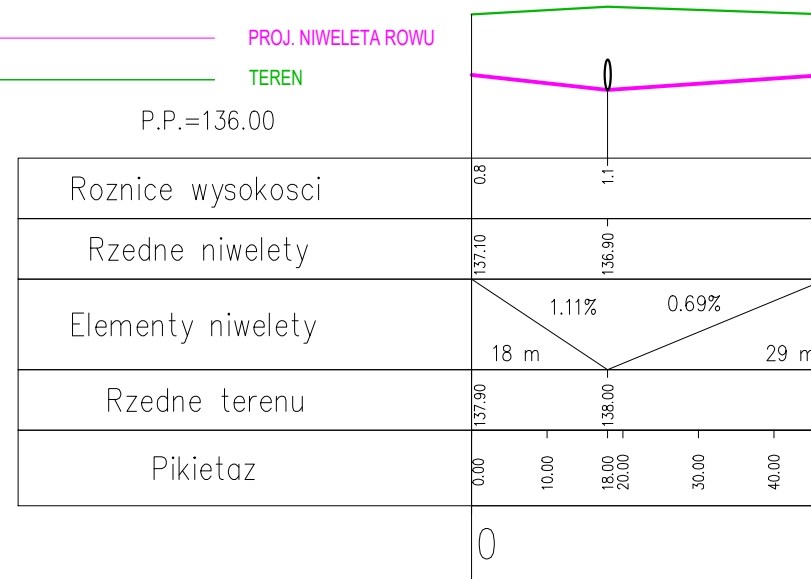 PROJ. NIWELETA ROWU
TEREN
P.P.=136.00
Roznice wysokosci 0.8 1.1
Rzedne niwelety 137.10 136.90
Elementy niwelety 1.11% 0.69%
18 m 29 m
Rzedne terenu 137.90 138.00
Pikietaz 0.00 10.00 18.00 20.00 30.00 40.00
0